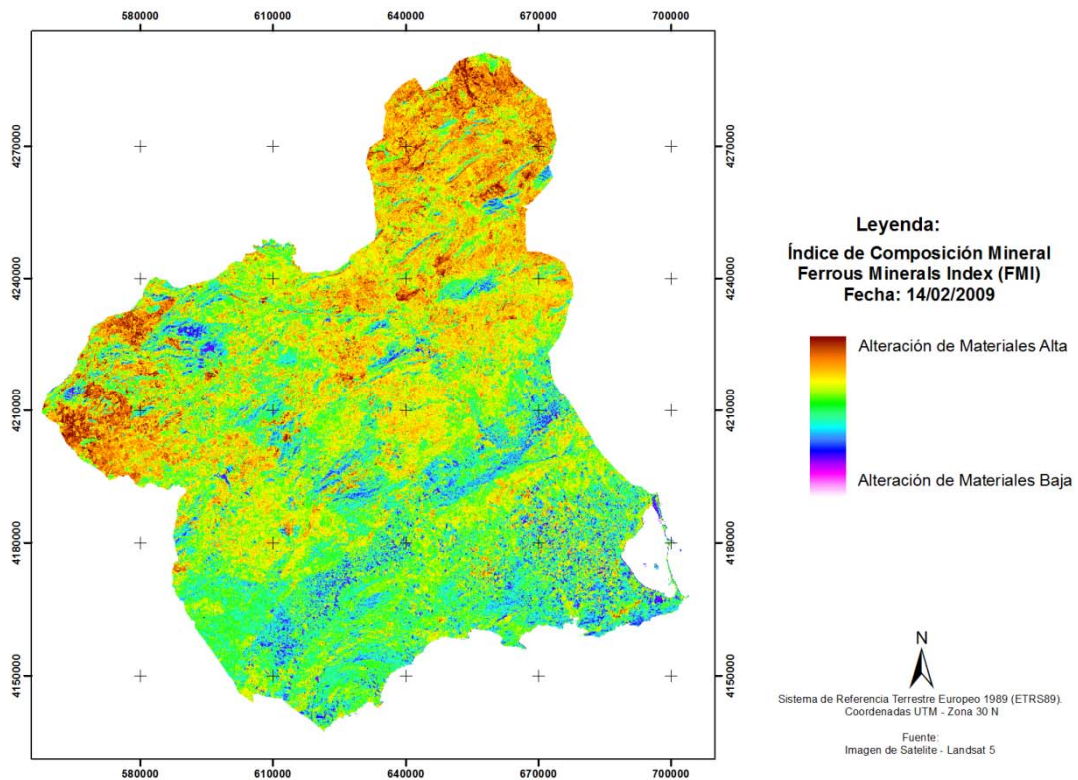 580000 610000 640000 670000 700000
4270000 4270000
4240000 4240000
4210000 4210000
4180000 4180000
4150000 4150000
580000 610000 640000 670000 700000
Leyenda:
Índice de Composición Mineral
Ferrous Minerals Index (FMI)
Fecha: 14/02/2009
Alteración de Materiales Alta
Alteración de Materiales Baja
N
Sistema de Referencia Terrestre Europeo 1989 (ETRS89).
Coordenadas UTM - Zona 30 N
Fuente:
Imagen de Satelite - Landsat 5